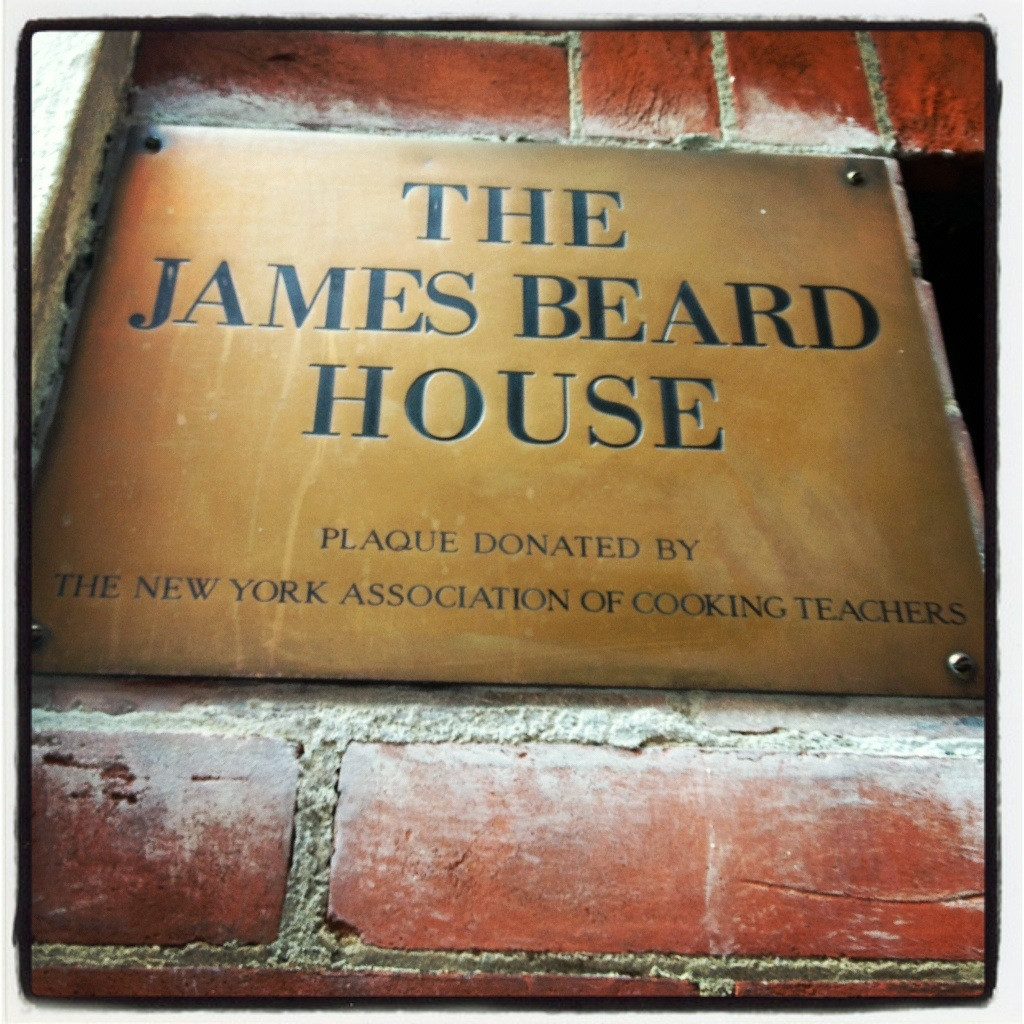 THE
JAMES BEARD
HOUSE
PLAQUE DONATED BY
THE NEW YORK ASSOCIATION OF COOKING TEACHERS